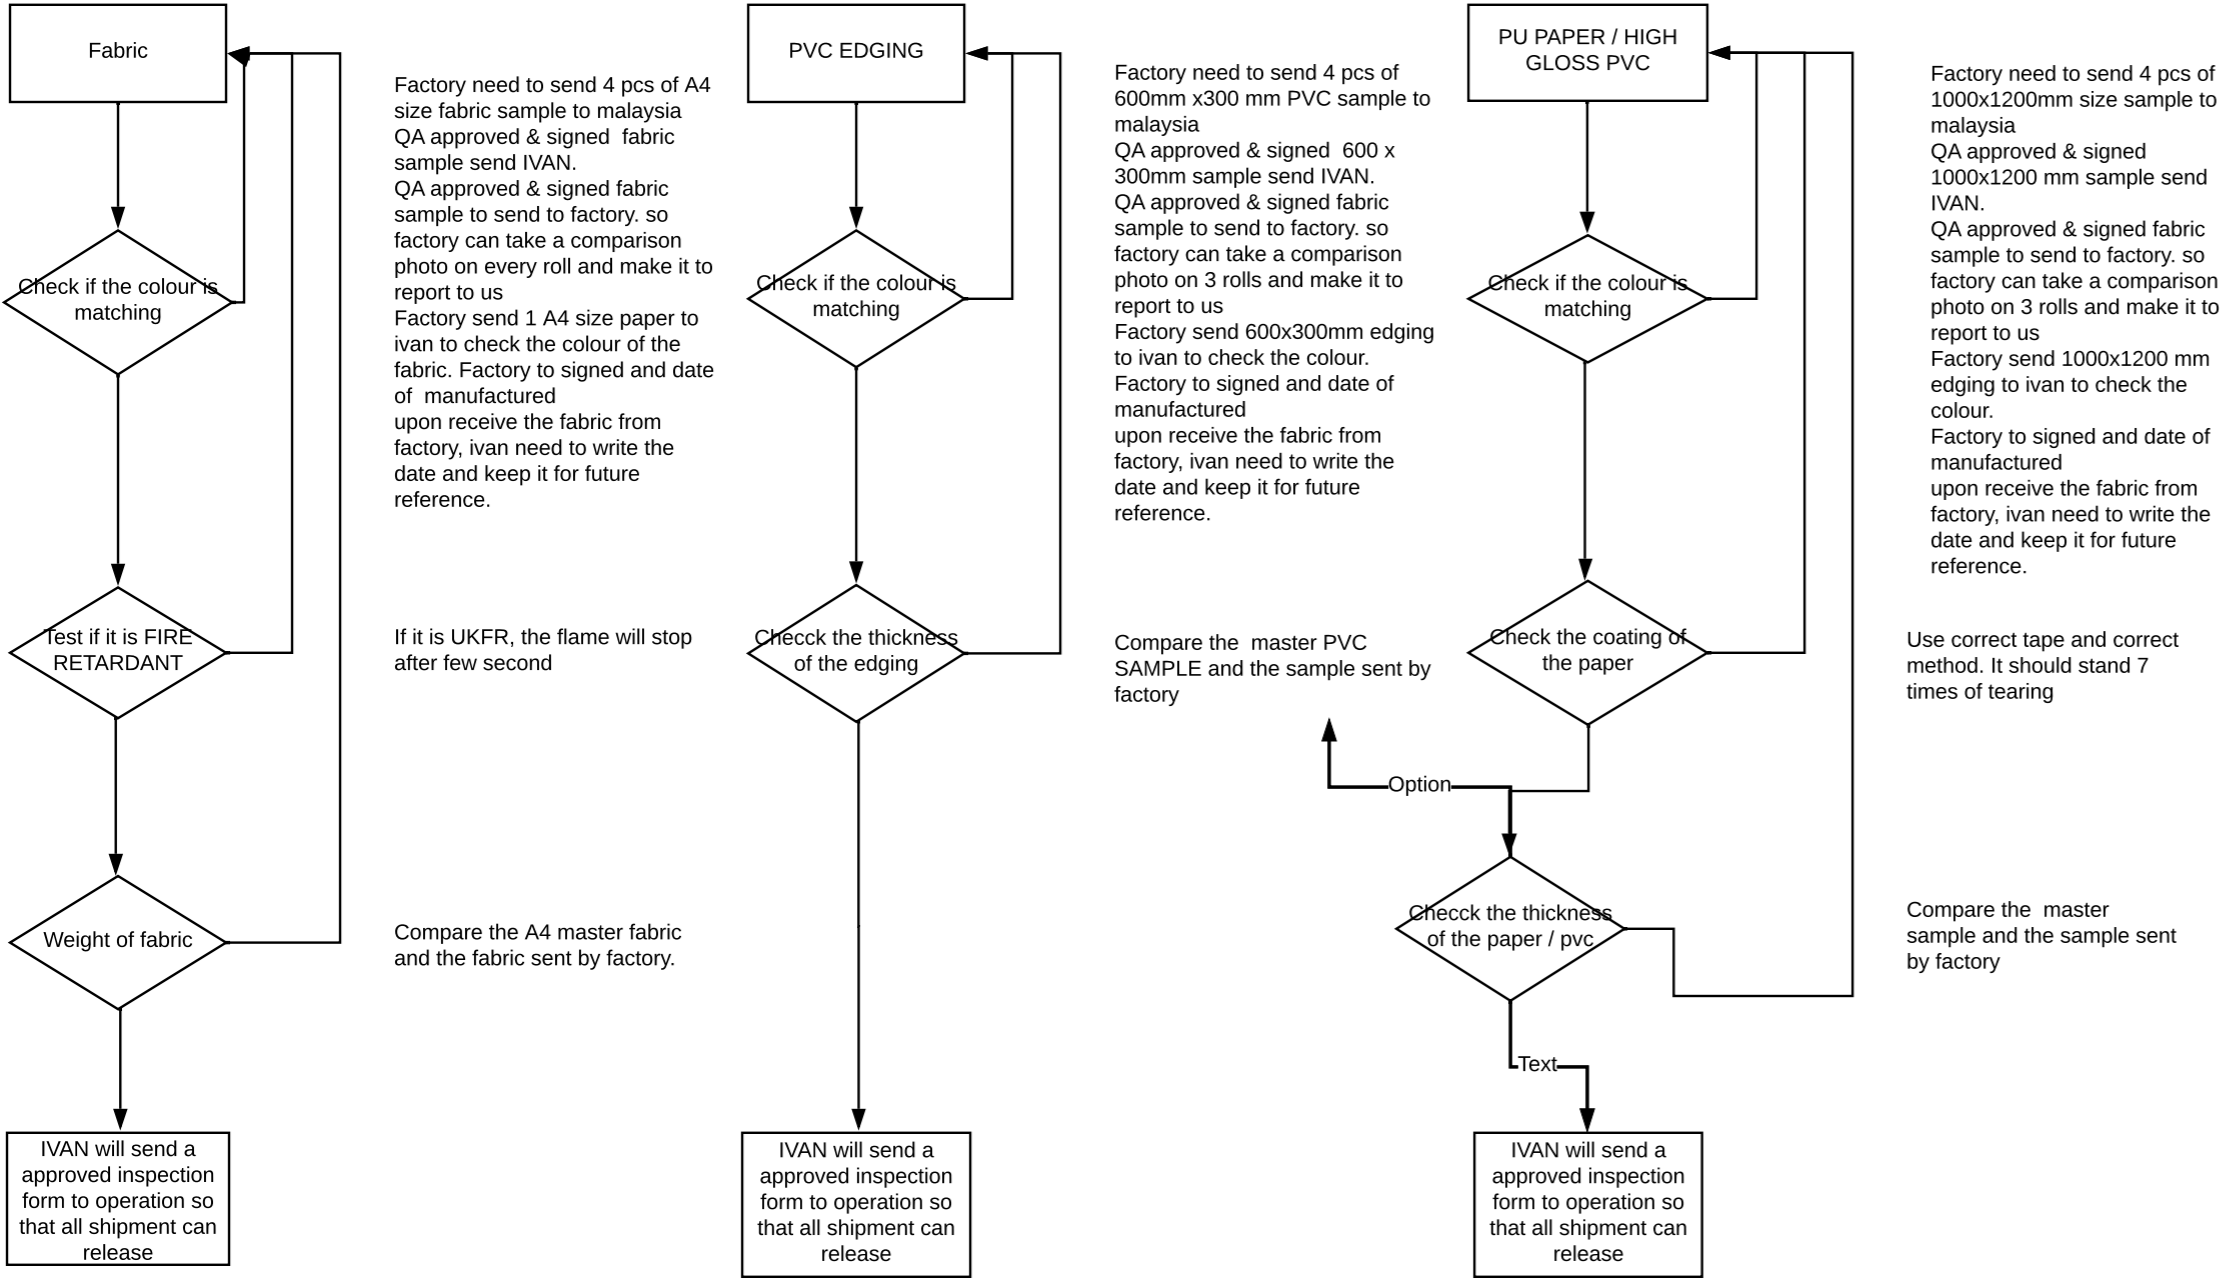 Fabric
Check if the colour is
matching
Test if it is FIRE
RETARDANT
Weight of fabric
IVAN will send a
approved inspection
form to operation so
that all shipment can
release
Factory need to send 4 pcs of A4
size fabric sample to malaysia
QA approved & signed  fabric
sample send IVAN.
QA approved & signed fabric
sample to send to factory. so
factory can take a comparison
photo on every roll and make it to
report to us
Factory send 1 A4 size paper to
ivan to check the colour of the
fabric. Factory to signed and date
of  manufactured
upon receive the fabric from
factory, ivan need to write the
date and keep it for future
reference.
If it is UKFR, the flame will stop
after few second
Compare the A4 master fabric
and the fabric sent by factory.
PVC EDGING
Check if the colour is
matching
Checck the thickness
of the edging
IVAN will send a
approved inspection
form to operation so
that all shipment can
release
Factory need to send 4 pcs of
600mm x300 mm PVC sample to
malaysia
QA approved & signed  600 x
300mm sample send IVAN.
QA approved & signed fabric
sample to send to factory. so
factory can take a comparison
photo on 3 rolls and make it to
report to us
Factory send 600x300mm edging
to ivan to check the colour.
Factory to signed and date of
manufactured
upon receive the fabric from
factory, ivan need to write the
date and keep it for future
reference.
Compare the  master PVC
SAMPLE and the sample sent by
factory
PU PAPER / HIGH
GLOSS PVC
Check if the colour is
matching
Check the coating of
the paper
Option
Checck the thickness
of the paper / pvc
Text
IVAN will send a
approved inspection
form to operation so
that all shipment can
release
Factory need to send 4 pcs of
1000x1200mm size sample to
malaysia
QA approved & signed
1000x1200 mm sample send
IVAN.
QA approved & signed fabric
sample to send to factory. so
factory can take a comparison
photo on 3 rolls and make it to
report to us
Factory send 1000x1200 mm
edging to ivan to check the
colour.
Factory to signed and date of
manufactured
upon receive the fabric from
factory, ivan need to write the
date and keep it for future
reference.
Use correct tape and correct
method. It should stand 7
times of tearing
Compare the  master
sample and the sample sent
by factory